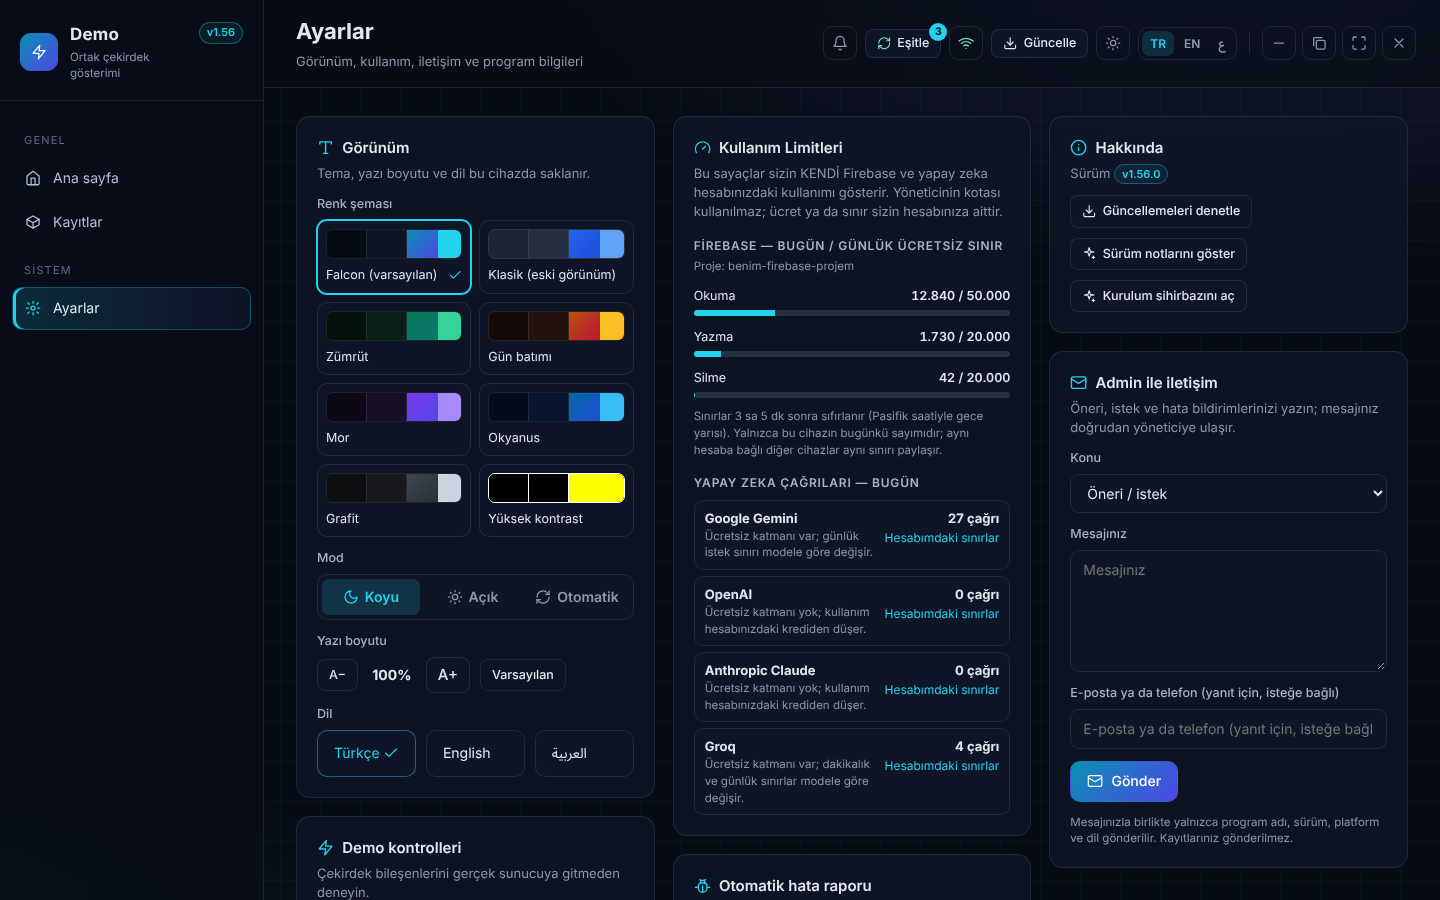 Demo
v1.56
Ortak çekirdek
gösterimi
GENEL
Ana sayfa
Kayıtlar
SİSTEM
Ayarlar
Ayarlar
Görünüm, kullanım, iletişim ve program bilgileri
Eşitle
3
Güncelle
TR
EN
ع
Görünüm
Tema, yazı boyutu ve dil bu cihazda saklanır.
Renk şeması
Falcon (varsayılan)
Klasik (eski görünüm)
Zümrüt
Gün batımı
Mor
Okyanus
Grafit
Yüksek kontrast
Mod
Koyu
Açık
Otomatik
Yazı boyutu
A−
100%
A+
Varsayılan
Dil
Türkçe
English
العربية
Demo kontrolleri
Çekirdek bileşenlerini gerçek sunucuya gitmeden
deneyin.
Kullanım Limitleri
Bu sayaçlar sizin KENDİ Firebase ve yapay zeka
hesabınızdaki kullanımı gösterir. Yöneticinin kotası
kullanılmaz; ücret ya da sınır sizin hesabınıza aittir.
FİREBASE — BUGÜN / GÜNLÜK ÜCRETSİZ SINIR
Proje: benim-firebase-projem
Okuma 12.840 / 50.000
Yazma 1.730 / 20.000
Silme 42 / 20.000
Sınırlar 3 sa 5 dk sonra sıfırlanır (Pasifik saatiyle gece
yarısı). Yalnızca bu cihazın bugünkü sayımıdır; aynı
hesaba bağlı diğer cihazlar aynı sınırı paylaşır.
YAPAY ZEKA ÇAĞRILARI — BUGÜN
Google Gemini 27 çağrı
Ücretsiz katmanı var; günlük
istek sınırı modele göre değişir.
Hesabımdaki sınırlar
OpenAI 0 çağrı
Ücretsiz katmanı yok; kullanım
hesabınızdaki krediden düşer.
Hesabımdaki sınırlar
Anthropic Claude 0 çağrı
Ücretsiz katmanı yok; kullanım
hesabınızdaki krediden düşer.
Hesabımdaki sınırlar
Groq 4 çağrı
Ücretsiz katmanı var; dakikalık
ve günlük sınırlar modele göre
değişir.
Hesabımdaki sınırlar
Otomatik hata raporu
Hakkında
Sürüm v1.56.0
Güncellemeleri denetle
Sürüm notlarını göster
Kurulum sihirbazını aç
Admin ile iletişim
Öneri, istek ve hata bildirimlerinizi yazın; mesajınız
doğrudan yöneticiye ulaşır.
Konu
Öneri / istek
Mesajınız
Mesajınız
E-posta ya da telefon (yanıt için, isteğe bağlı)
E-posta ya da telefon (yanıt için, isteğe bağl
Gönder
Mesajınızla birlikte yalnızca program adı, sürüm, platform
ve dil gönderilir. Kayıtlarınız gönderilmez.